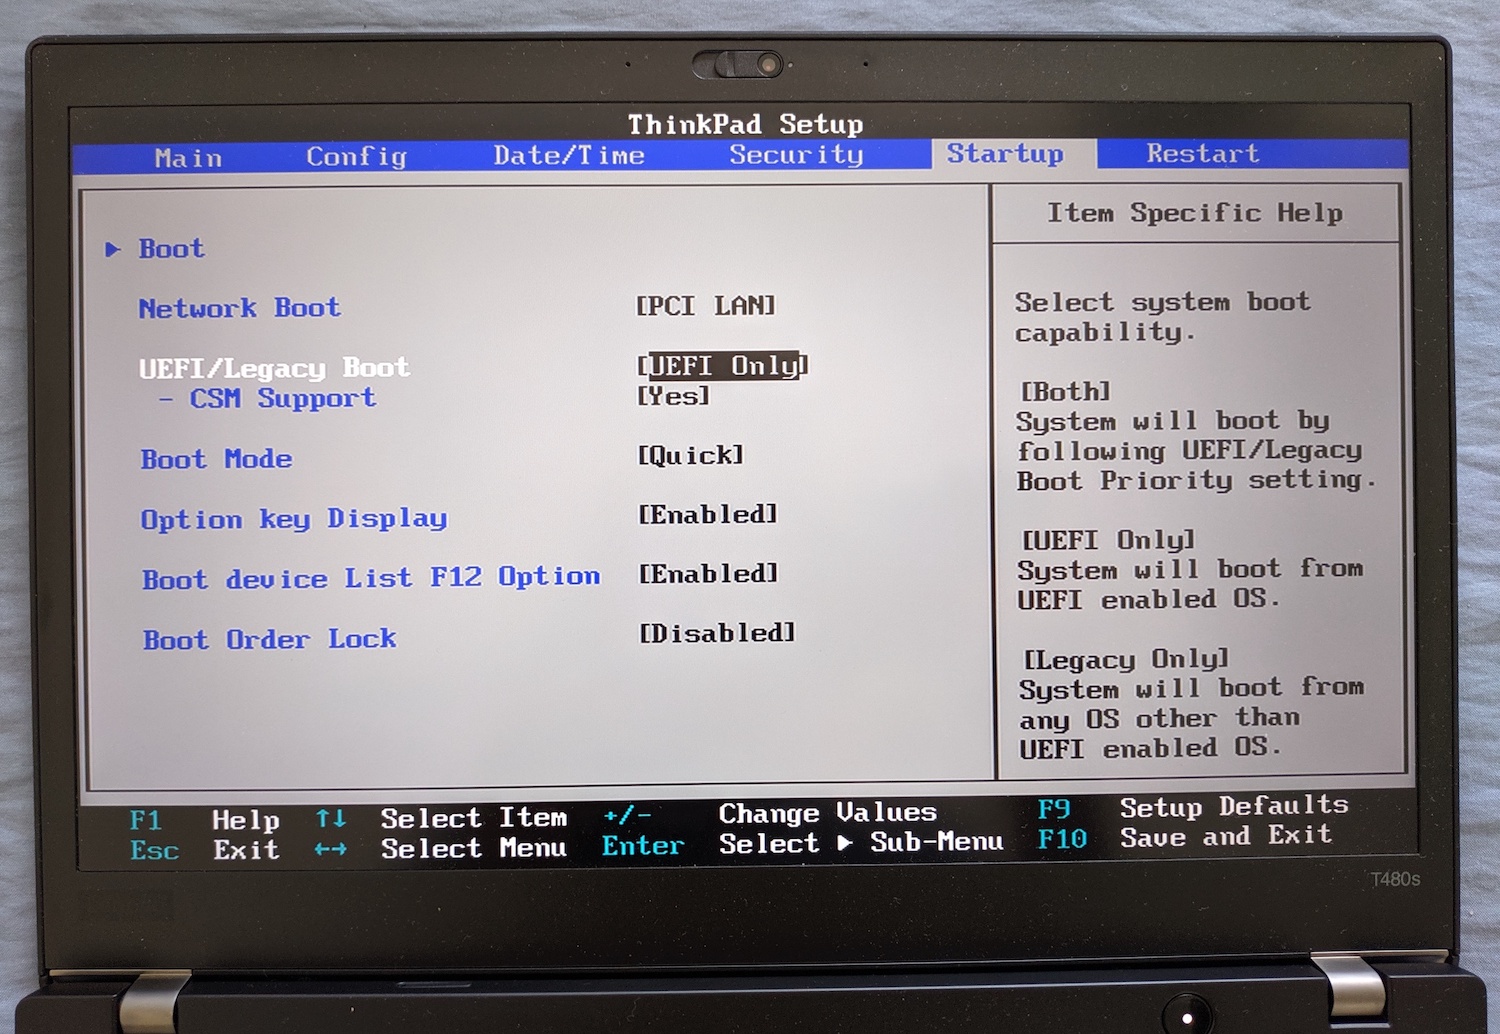 ThinkPad Setup
Main Config Date/Time Security Startup Restart
Item Specific Help
▶ Boot
Network Boot [PCI LAN]
UEFI/Legacy Boot [UEFI Only]
- CSM Support [Yes]
Boot Mode [Quick]
Option key Display [Enabled]
Boot device List F12 Option [Enabled]
Boot Order Lock [Disabled]
Select system boot
capability.
[Both]
System will boot by
following UEFI/Legacy
Boot Priority setting.
[UEFI Only]
System will boot from
UEFI enabled OS.
[Legacy Only]
System will boot from
any OS other than
UEFI enabled OS.
F1 Help ↑↓ Select Item +/- Change Values F9 Setup Defaults
Esc Exit ←→ Select Menu Enter Select ▶ Sub-Menu F10 Save and Exit
T480s